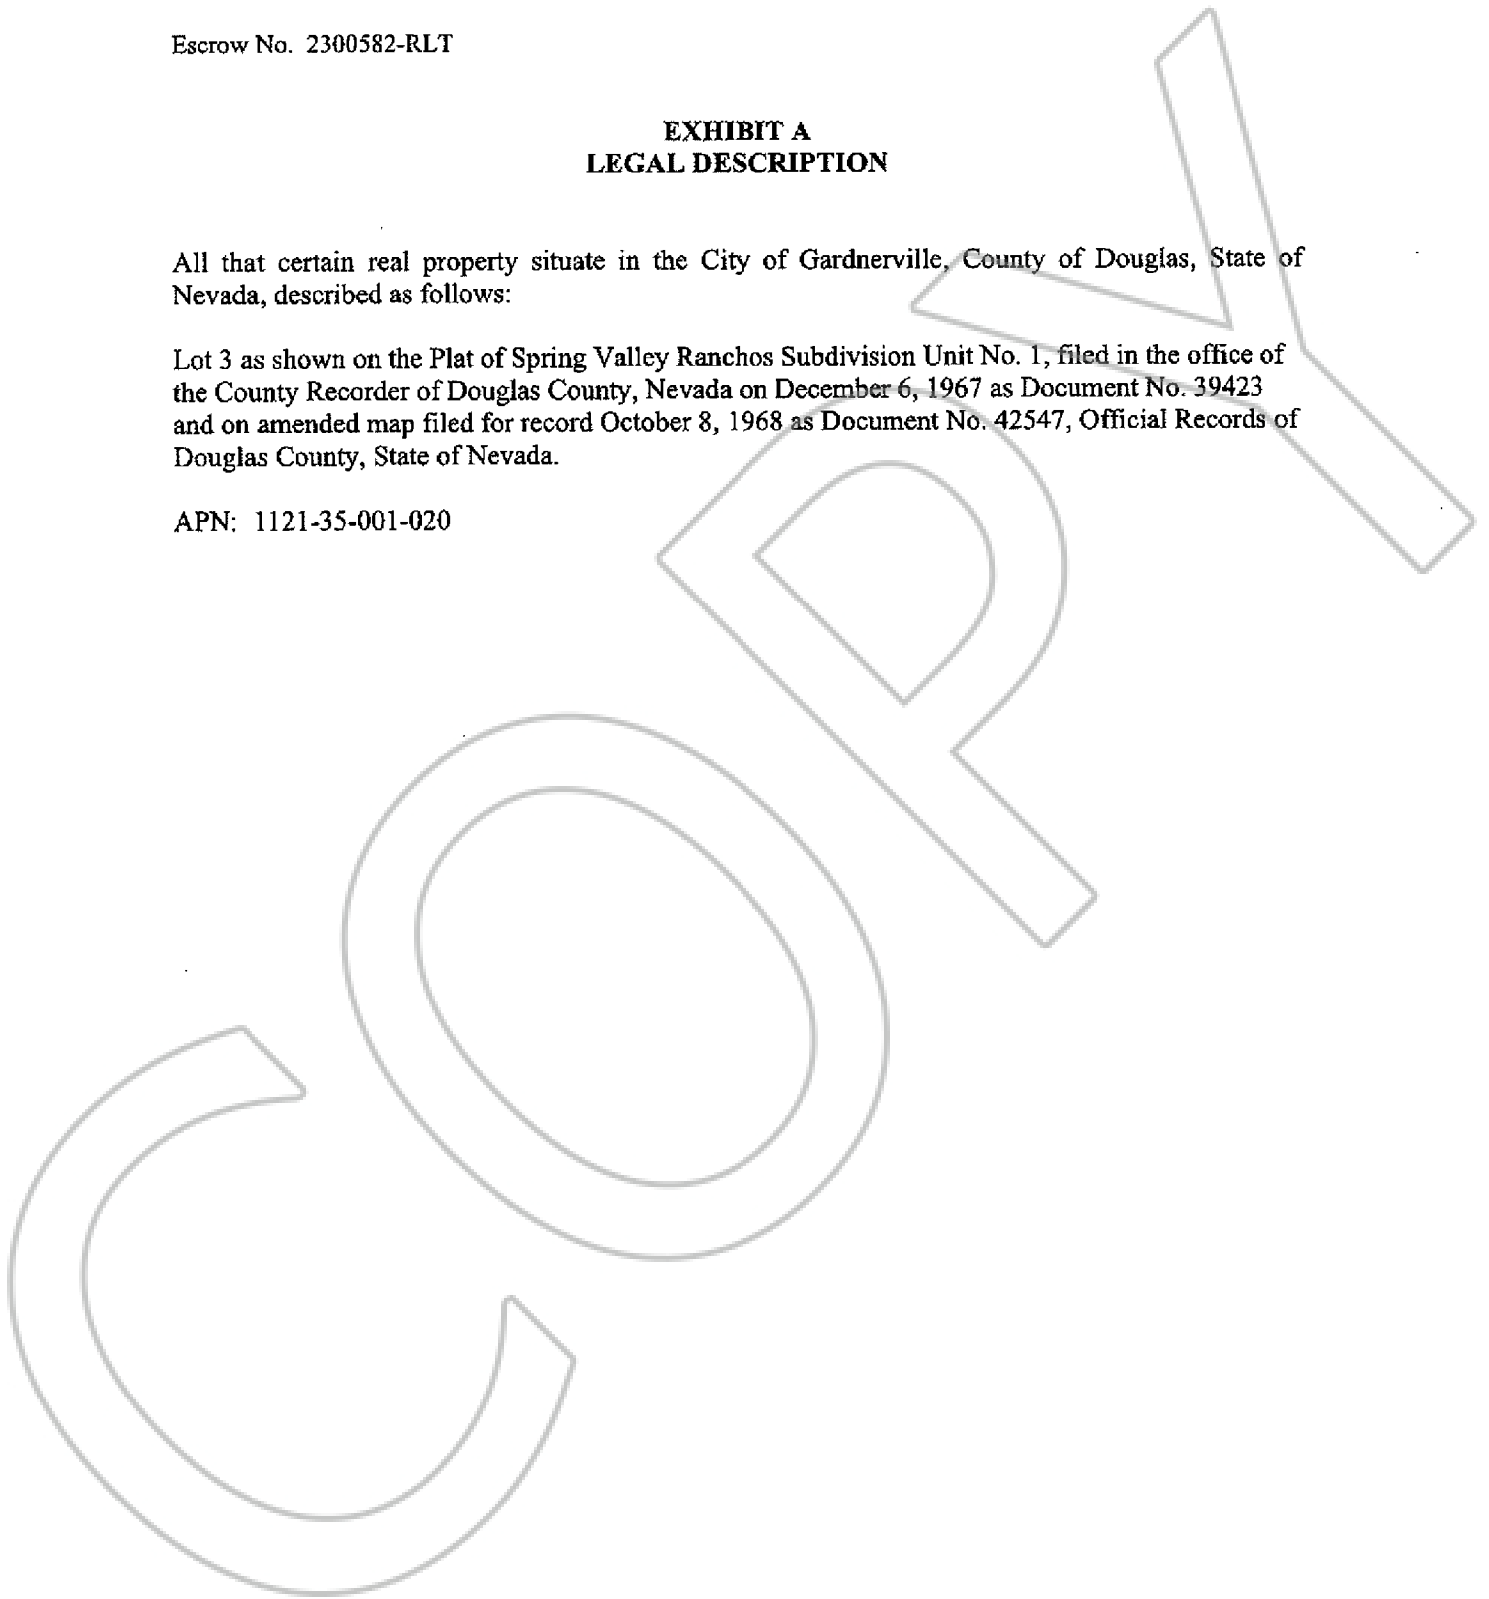 Escrow No. 2300582-RLT
EXHIBIT A
LEGAL DESCRIPTION
All that certain real property situate in the City of Gardnerville, County of Douglas, State of
Nevada, described as follows:
Lot 3 as shown on the Plat of Spring Valley Ranchos Subdivision Unit No. 1, filed in the office of
the County Recorder of Douglas County, Nevada on December 6, 1967 as Document No. 39423
and on amended map filed for record October 8, 1968 as Document No. 42547, Official Records of
Douglas County, State of Nevada.
APN: 1121-35-001-020
COPY